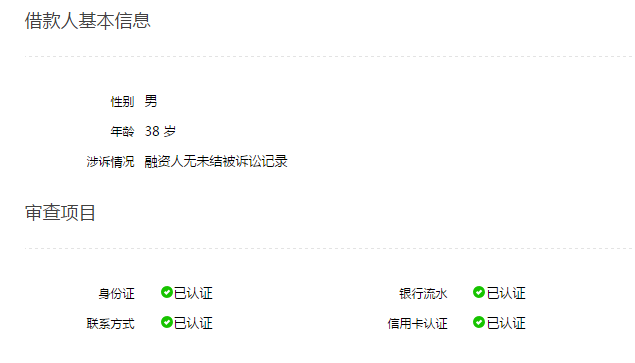 借款人基本信息
性别 男
年龄 38 岁
涉诉情况 融资人无未结被诉讼记录
审查项目
身份证 已认证 银行流水 已认证
联系方式 已认证 信用卡认证 已认证